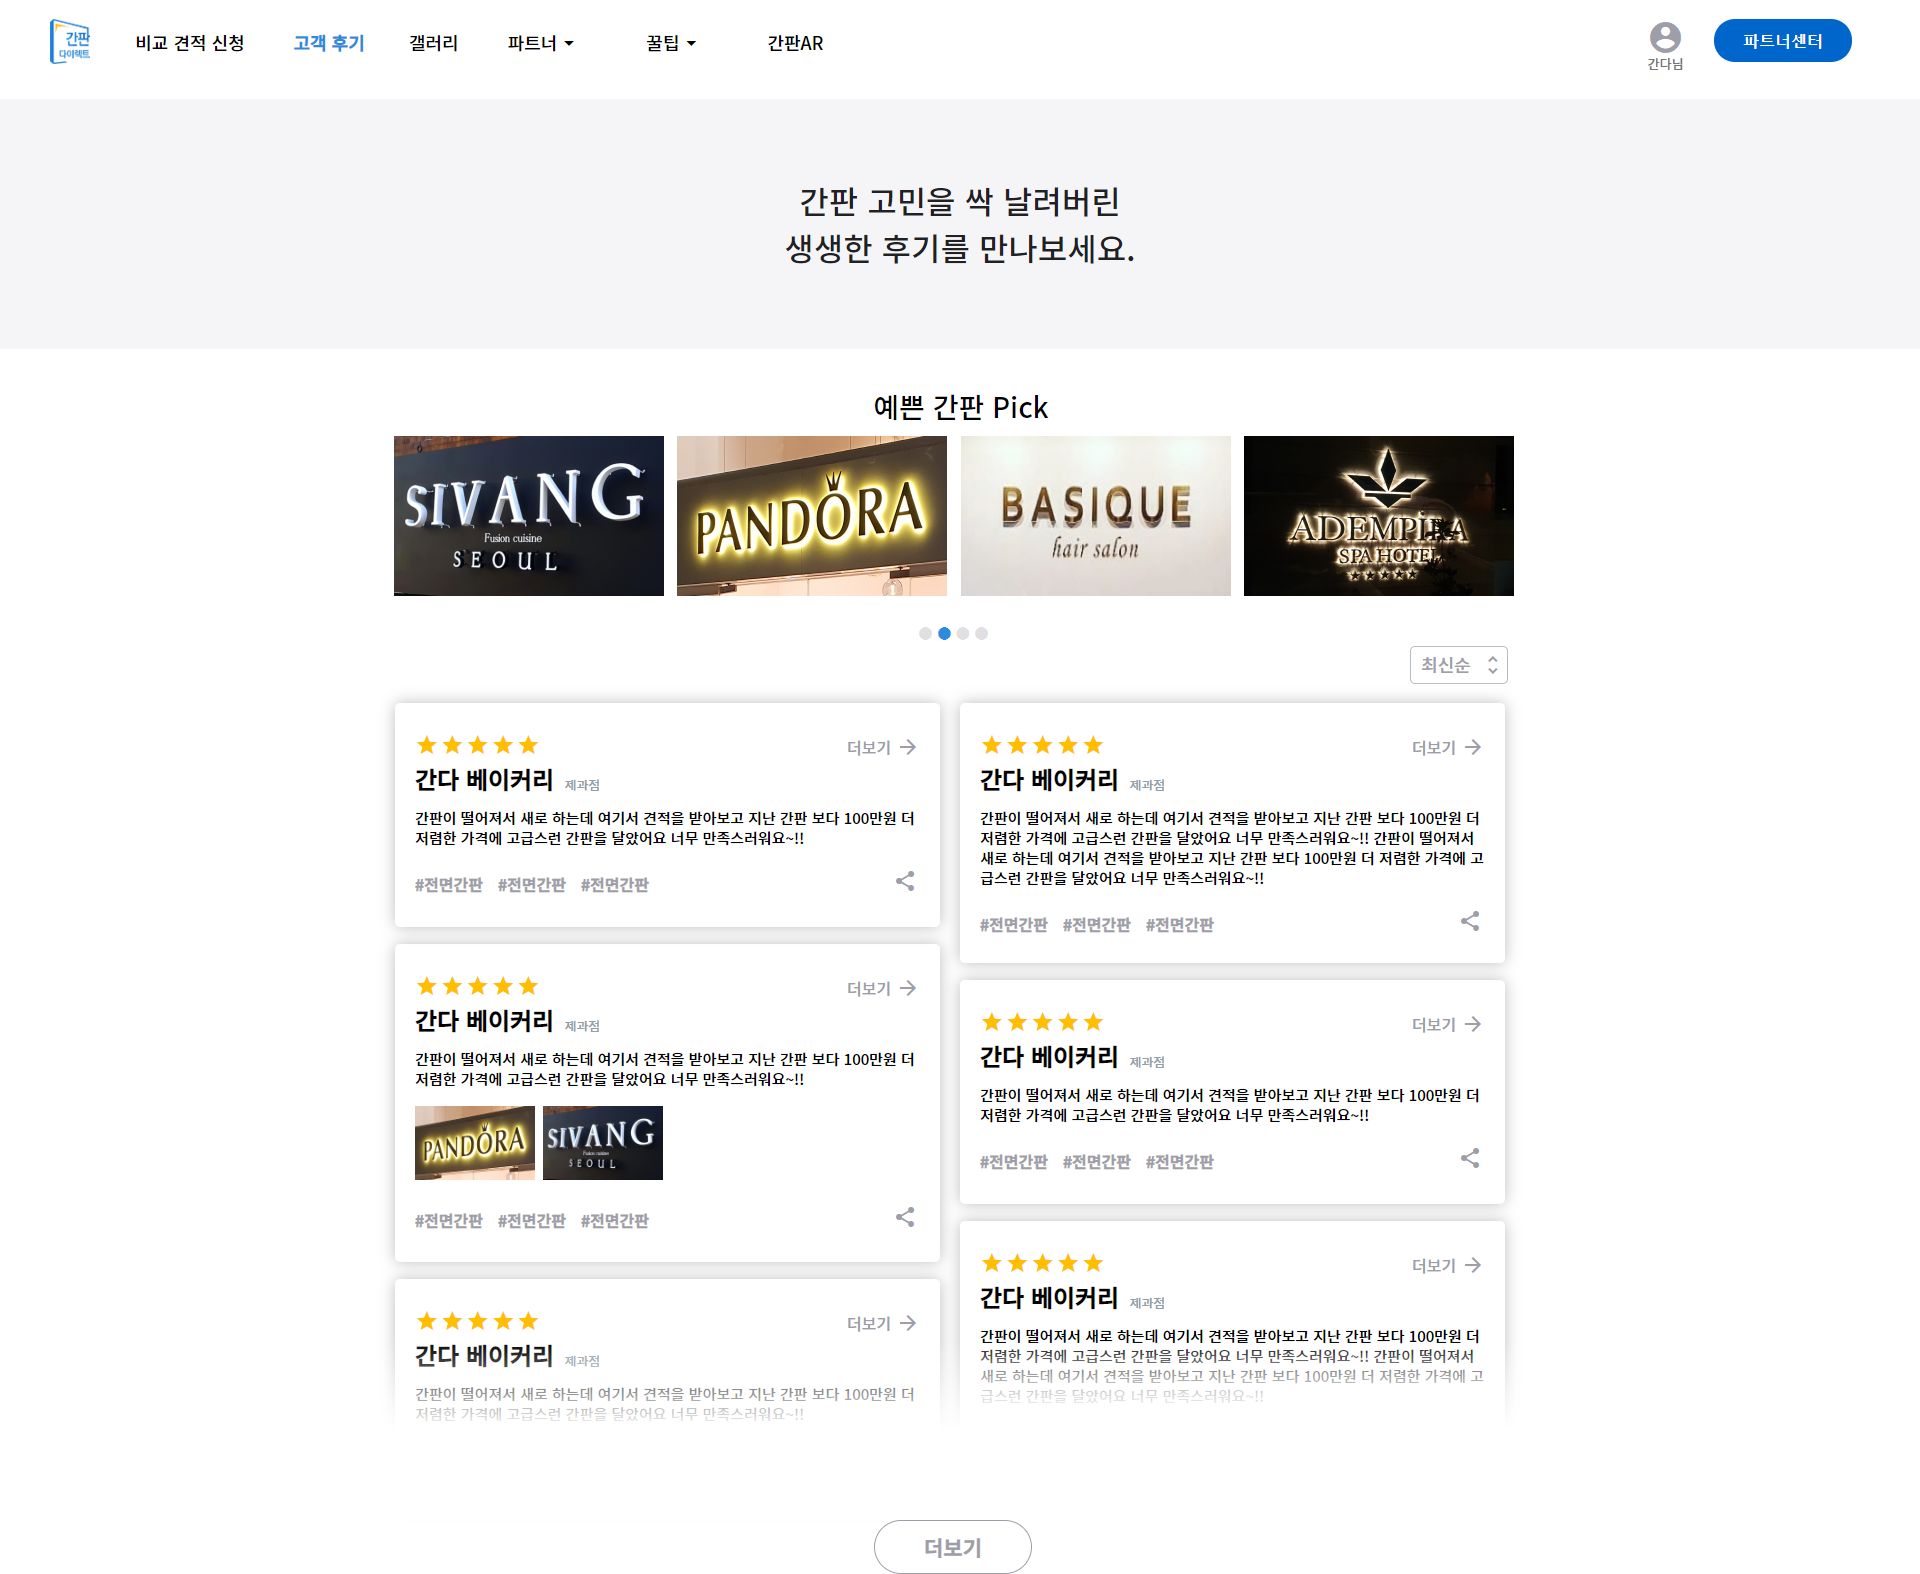 간판
다이렉트
비교 견적 신청
고객 후기
갤러리
파트너
꿀팁
간판AR
간다님
파트너센터
간판 고민을 싹 날려버린
생생한 후기를 만나보세요.
예쁜 간판 Pick
SIVANG
Fusion cuisine
SEOUL
PANDORA
BASIQUE
hair salon
ADEMPİRA
SPA HOTEL
최신순
더보기
간다 베이커리 제과점
간판이 떨어져서 새로 하는데 여기서 견적을 받아보고 지난 간판 보다 100만원 더
저렴한 가격에 고급스런 간판을 달았어요 너무 만족스러워요~!!
#전면간판 #전면간판 #전면간판
더보기
간다 베이커리 제과점
간판이 떨어져서 새로 하는데 여기서 견적을 받아보고 지난 간판 보다 100만원 더
저렴한 가격에 고급스런 간판을 달았어요 너무 만족스러워요~!! 간판이 떨어져서
새로 하는데 여기서 견적을 받아보고 지난 간판 보다 100만원 더 저렴한 가격에 고
급스런 간판을 달았어요 너무 만족스러워요~!!
#전면간판 #전면간판 #전면간판
더보기
간다 베이커리 제과점
간판이 떨어져서 새로 하는데 여기서 견적을 받아보고 지난 간판 보다 100만원 더
저렴한 가격에 고급스런 간판을 달았어요 너무 만족스러워요~!!
PANDORA
SIVANG
Fusion cuisine
SEOUL
#전면간판 #전면간판 #전면간판
더보기
간다 베이커리 제과점
간판이 떨어져서 새로 하는데 여기서 견적을 받아보고 지난 간판 보다 100만원 더
저렴한 가격에 고급스런 간판을 달았어요 너무 만족스러워요~!!
#전면간판 #전면간판 #전면간판
더보기
간다 베이커리 제과점
간판이 떨어져서 새로 하는데 여기서 견적을 받아보고 지난 간판 보다 100만원 더
저렴한 가격에 고급스런 간판을 달았어요 너무 만족스러워요~!!
더보기
간다 베이커리 제과점
간판이 떨어져서 새로 하는데 여기서 견적을 받아보고 지난 간판 보다 100만원 더
저렴한 가격에 고급스런 간판을 달았어요 너무 만족스러워요~!! 간판이 떨어져서
새로 하는데 여기서 견적을 받아보고 지난 간판 보다 100만원 더 저렴한 가격에 고
급스런 간판을 달았어요 너무 만족스러워요~!!
더보기